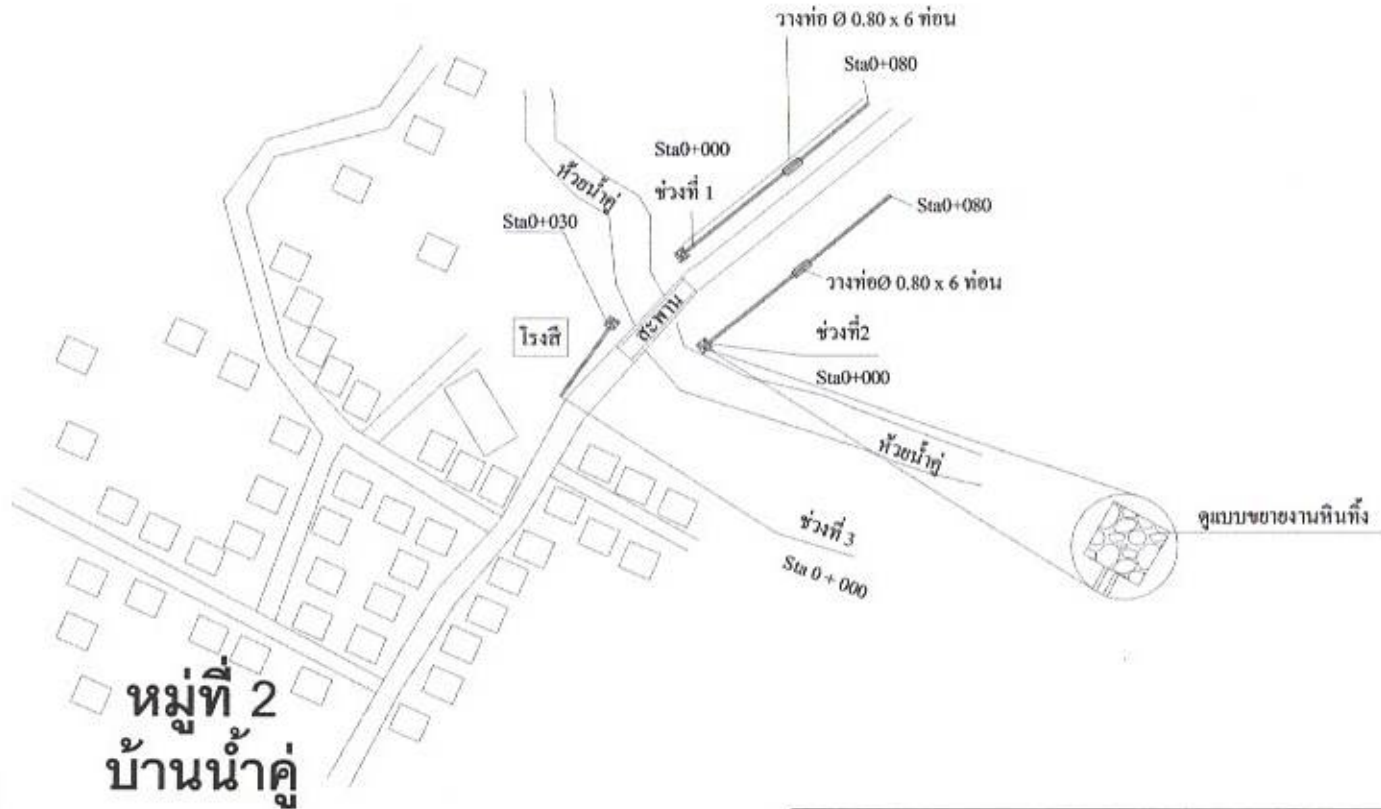 วางท่อ Ø 0.80 x 6 ท่อน
Sta0+080
Sta0+000
ห้วยน้ำคู่
ช่วงที่ 1
Sta0+080
Sta0+030
วางท่อØ 0.80 x 6 ท่อน
สะพาน
โรงสี
ช่วงที่2
Sta0+000
ห้วยน้ำคู่
ดูแบบขยายงานหินทิ้ง
ช่วงที่ 3
Sta 0 + 000
หมู่ที่ 2
บ้านน้ำคู่